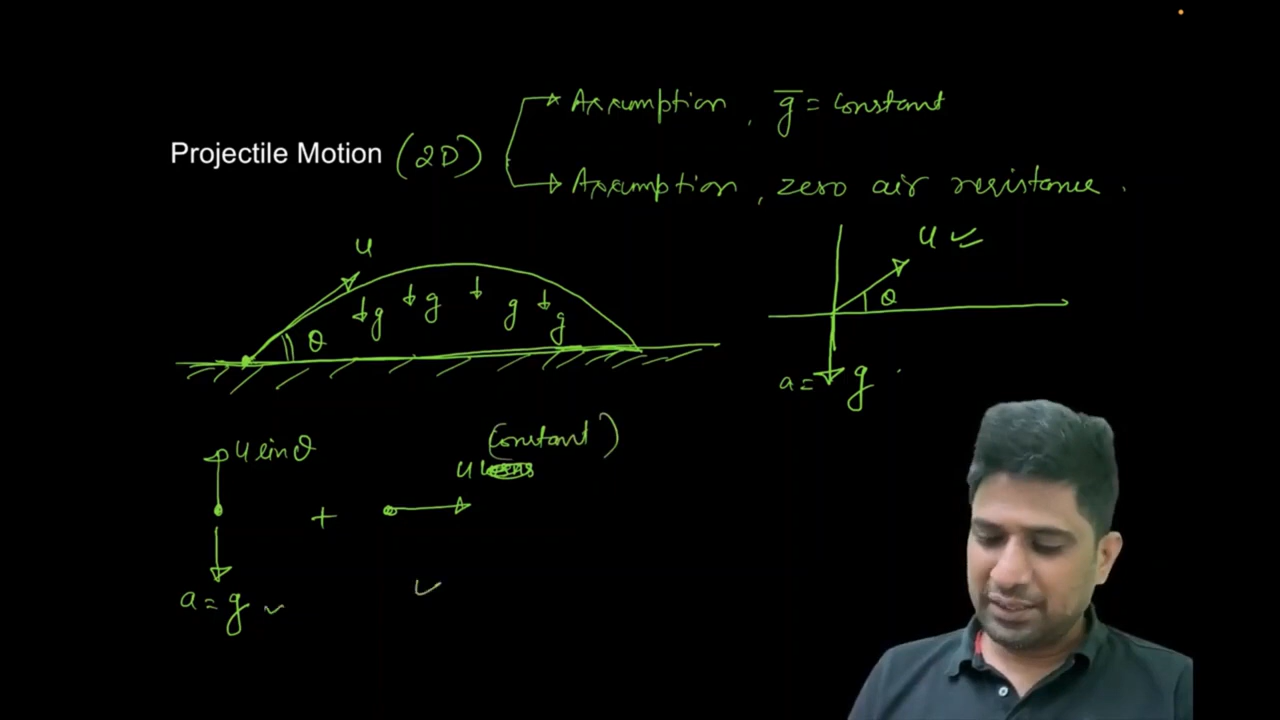 Assumption, g = constant
Projectile Motion (2D)
Assumption, zero air resistance.
u
u
θ
g g g g
θ
a = g
u sinθ
(constant)
u
+
a = g